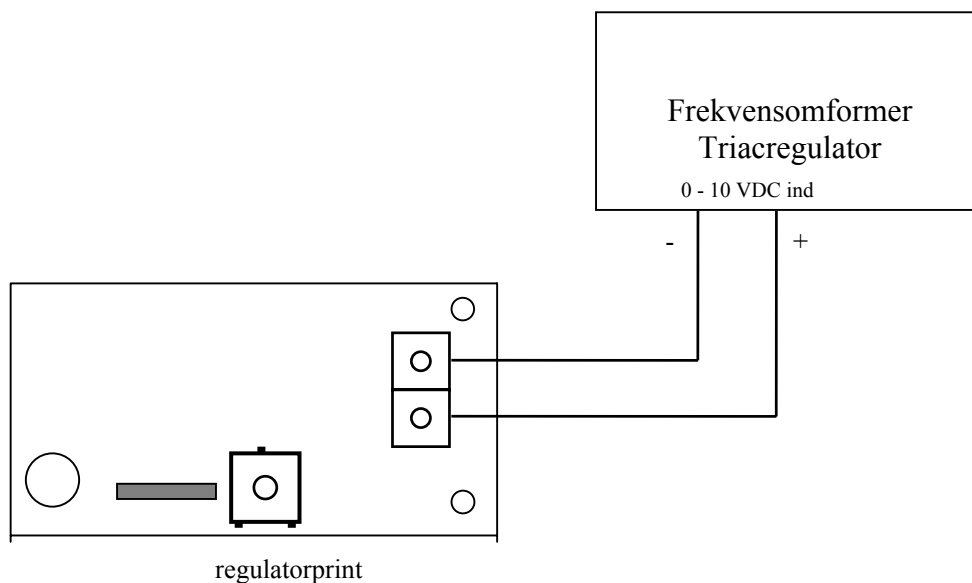 Frekvensomformer
Triacregulator
0 - 10 VDC ind
- +
regulatorprint